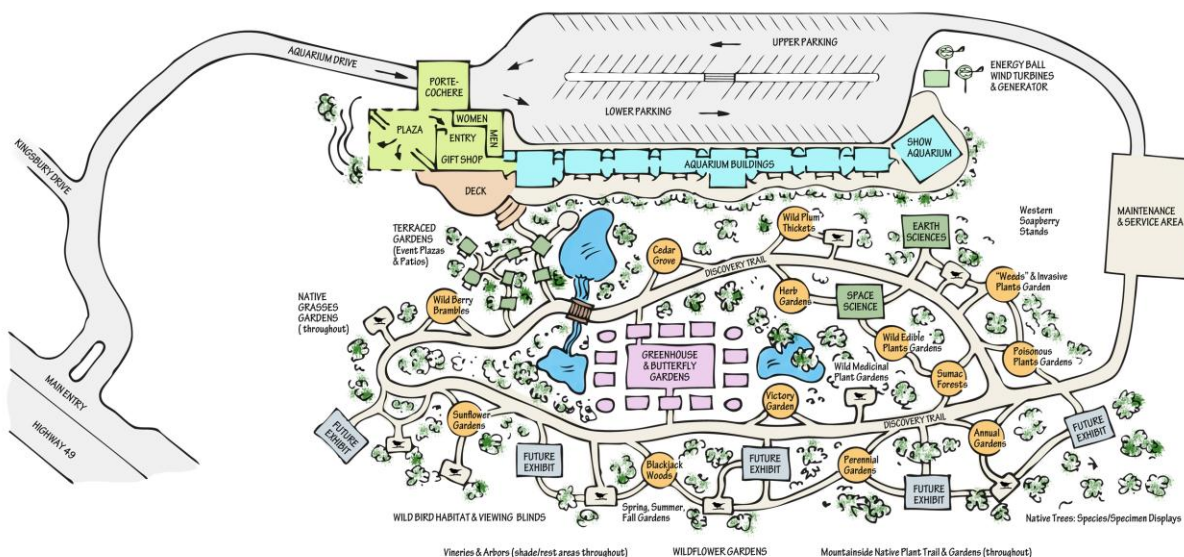 AQUARIUM DRIVE
UPPER PARKING
ENERGY BALL
WIND TURBINES
& GENERATOR
PORTE-
COCHERE
LOWER PARKING
WOMEN
MEN
PLAZA
ENTRY
GIFT SHOP
AQUARIUM BUILDINGS
SHOW
AQUARIUM
KINGSBURY DRIVE
DECK
MAINTENANCE
& SERVICE AREA
TERRACED
GARDENS
(Event Plazas
& Patios)
Wild Plum
Thickets
EARTH
SCIENCES
Western
Soapberry
Stands
Cedar
Grove
DISCOVERY TRAIL
"Weeds" & Invasive
Plants Garden
Herb
Gardens
SPACE
SCIENCE
NATIVE
GRASSES
GARDENS
(throughout)
Wild Berry
Brambles
Wild Edible
Plants Gardens
Poisonous
Plants Garden
GREENHOUSE
& BUTTERFLY
GARDENS
Wild Medicinal
Plant Gardens
Sumac
Forests
MAIN ENTRY
HIGHWAY 49
Victory
Garden
DISCOVERY TRAIL
Sunflower
Gardens
FUTURE
EXHIBIT
Annual
Gardens
FUTURE
EXHIBIT
FUTURE
EXHIBIT
Blackjack
Woods
FUTURE
EXHIBIT
Perennial
Gardens
FUTURE
EXHIBIT
WILD BIRD HABITAT & VIEWING BLINDS
Spring, Summer,
Fall Gardens
Native Trees: Species/Specimen Displays
Vineries & Arbors (shade/rest areas throughout)
WILDFLOWER GARDENS
Mountainside Native Plant Trail & Gardens (throughout)